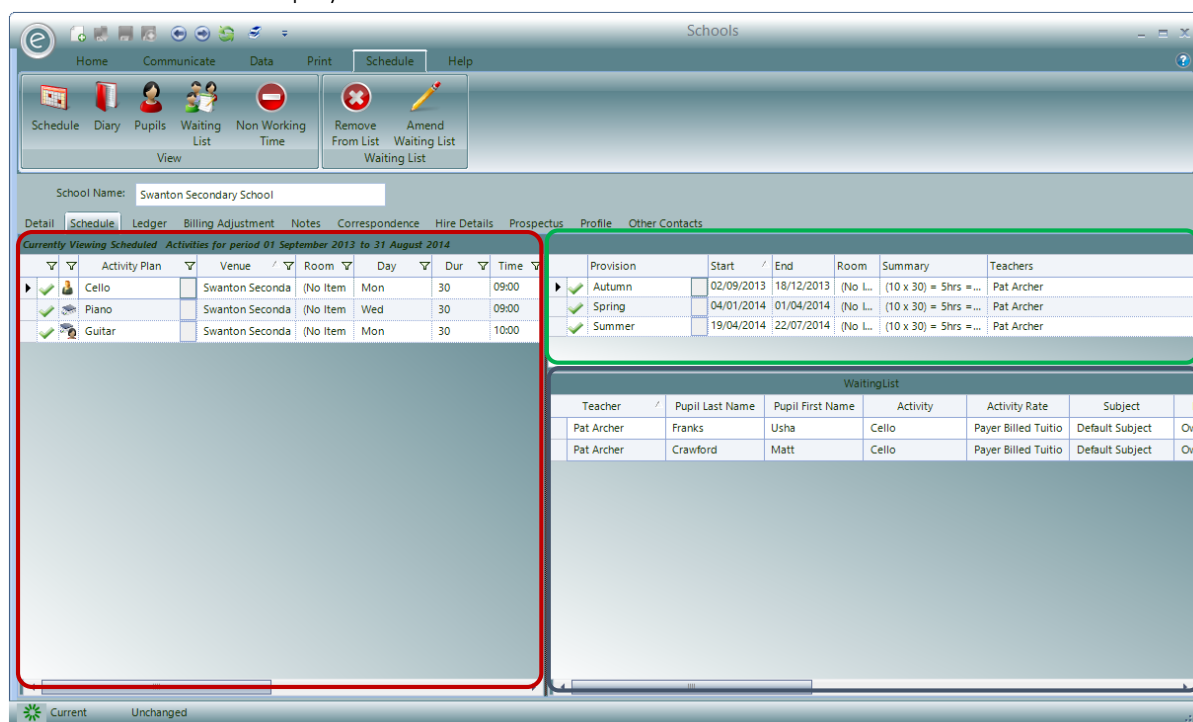 Schools
Home Communicate Data Print Schedule Help
Schedule Diary Pupils Waiting List Non Working Time Remove From List Amend Waiting List
View Waiting List
School Name: Swanton Secondary School
Detail Schedule Ledger Billing Adjustment Notes Correspondence Hire Details Prospectus Profile Other Contacts
Currently Viewing Scheduled Activities for period 01 September 2013 to 31 August 2014
Activity Plan Venue Room Day Dur Time
Cello Swanton Seconda (No Item Mon 30 09:00
Piano Swanton Seconda (No Item Wed 30 09:00
Guitar Swanton Seconda (No Item Mon 30 10:00
Provision Start End Room Summary Teachers
Autumn 02/09/2013 18/12/2013 (No I... (10 x 30) = 5hrs =... Pat Archer
Spring 04/01/2014 01/04/2014 (No I... (10 x 30) = 5hrs =... Pat Archer
Summer 19/04/2014 22/07/2014 (No I... (10 x 30) = 5hrs =... Pat Archer
WaitingList
Teacher Pupil Last Name Pupil First Name Activity Activity Rate Subject
Pat Archer Franks Usha Cello Payer Billed Tuitio Default Subject
Pat Archer Crawford Matt Cello Payer Billed Tuitio Default Subject
Current Unchanged